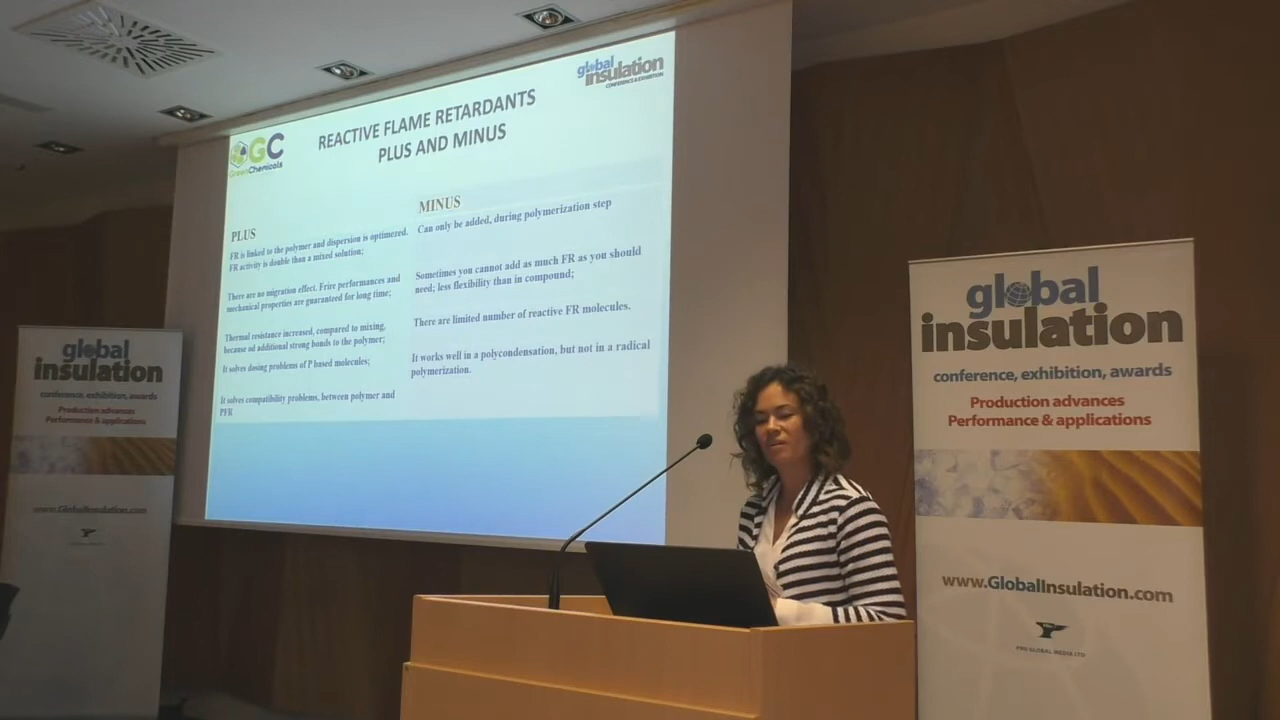 global
insulation
CONFERENCE & EXHIBITION
GC
GreenChemicals
REACTIVE FLAME RETARDANTS
PLUS AND MINUS
PLUS
FR is linked to the polymer and dispersion is optimezed.
FR activity is double than a mixed solution;
There are no migration effect. Frire performances and
mechanical properties are guaranteed for long time;
Thermal resistance increased, compared to mixing,
because od additional strong bonds to the polymer;
It solves dosing problems of P based molecules;
It solves compatibility problems, between polymer and
PFR
MINUS
Can only be added, during polymerization step
Sometimes you cannot add as much FR as you should
need; less flexibility than in compound;
There are limited number of reactive FR molecules.
It works well in a polycondensation, but not in a radical
polymerization.
global
insulation
conference, exhibition, awards
Production advances
Performance & applications
www.GlobalInsulation.com
global
insulation
conference, exhibition, awards
Production advances
Performance & applications
www.GlobalInsulation.com
PRO GLOBAL MEDIA LTD